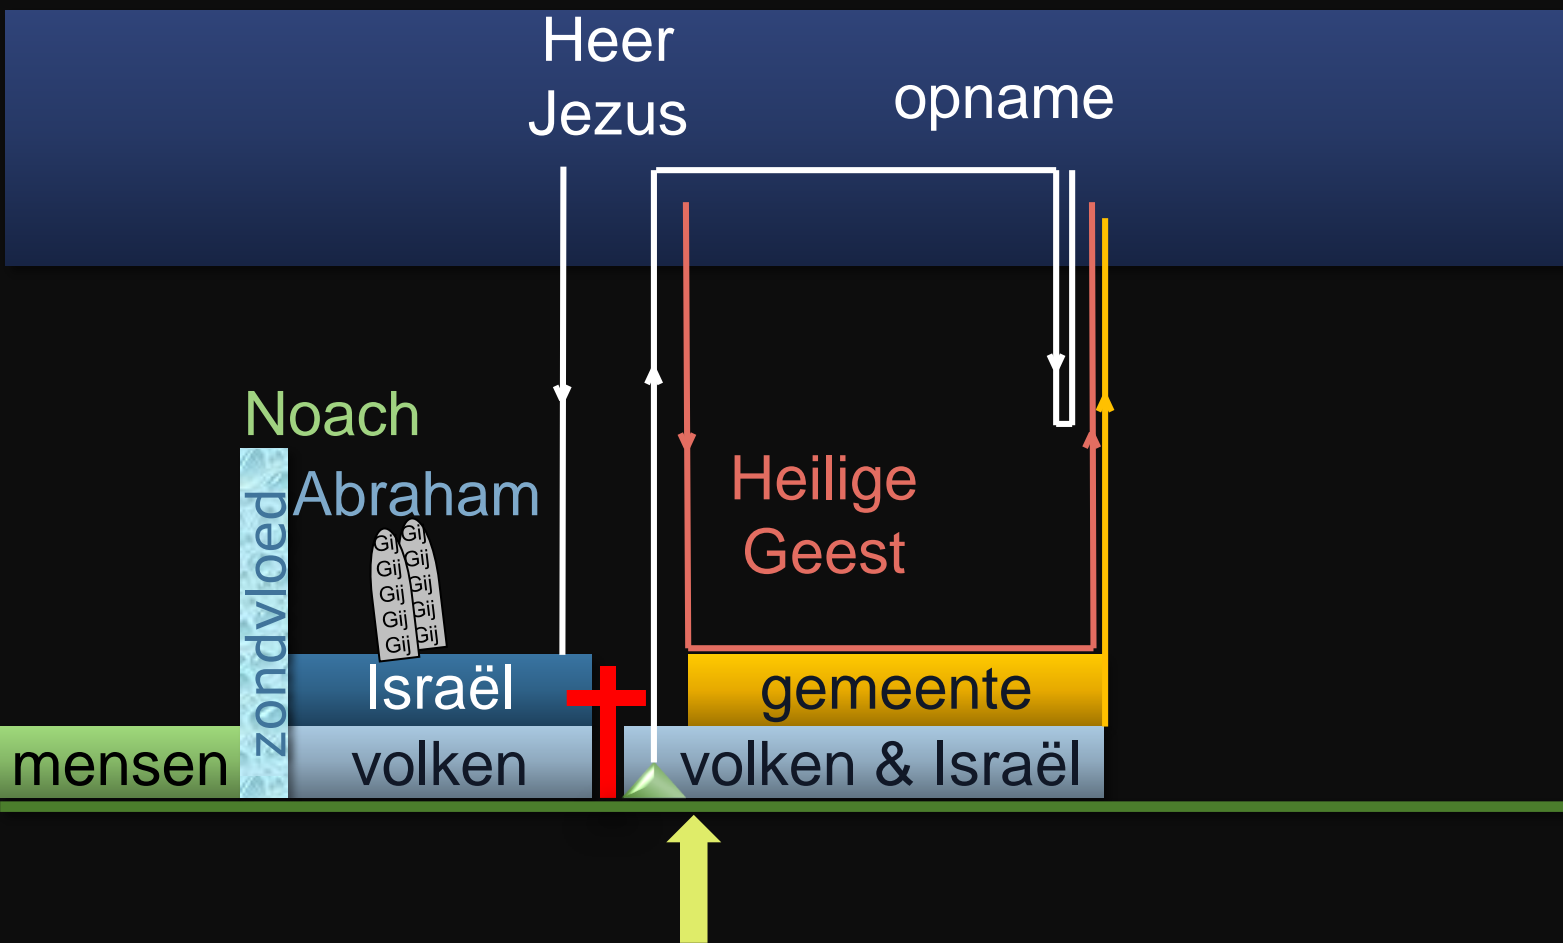 Heer
Jezus
opname
Noach
Abraham
zondvloed
Gij
Gij
Gij
Gij
Gij
Gij
Gij
Gij
Gij
Gij
Heilige
Geest
Israël
gemeente
mensen
volken
volken & Israël